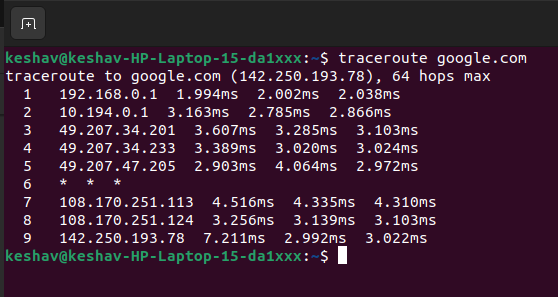 keshav@keshav-HP-Laptop-15-da1xxx:~$ traceroute google.com
traceroute to google.com (142.250.193.78), 64 hops max
1 192.168.0.1 1.994ms 2.002ms 2.038ms
2 10.194.0.1 3.163ms 2.785ms 2.866ms
3 49.207.34.201 3.607ms 3.285ms 3.103ms
4 49.207.34.233 3.389ms 3.020ms 3.024ms
5 49.207.47.205 2.903ms 4.064ms 2.972ms
6 * * *
7 108.170.251.113 4.516ms 4.335ms 4.310ms
8 108.170.251.124 3.256ms 3.139ms 3.103ms
9 142.250.193.78 7.211ms 2.992ms 3.022ms
keshav@keshav-HP-Laptop-15-da1xxx:~$